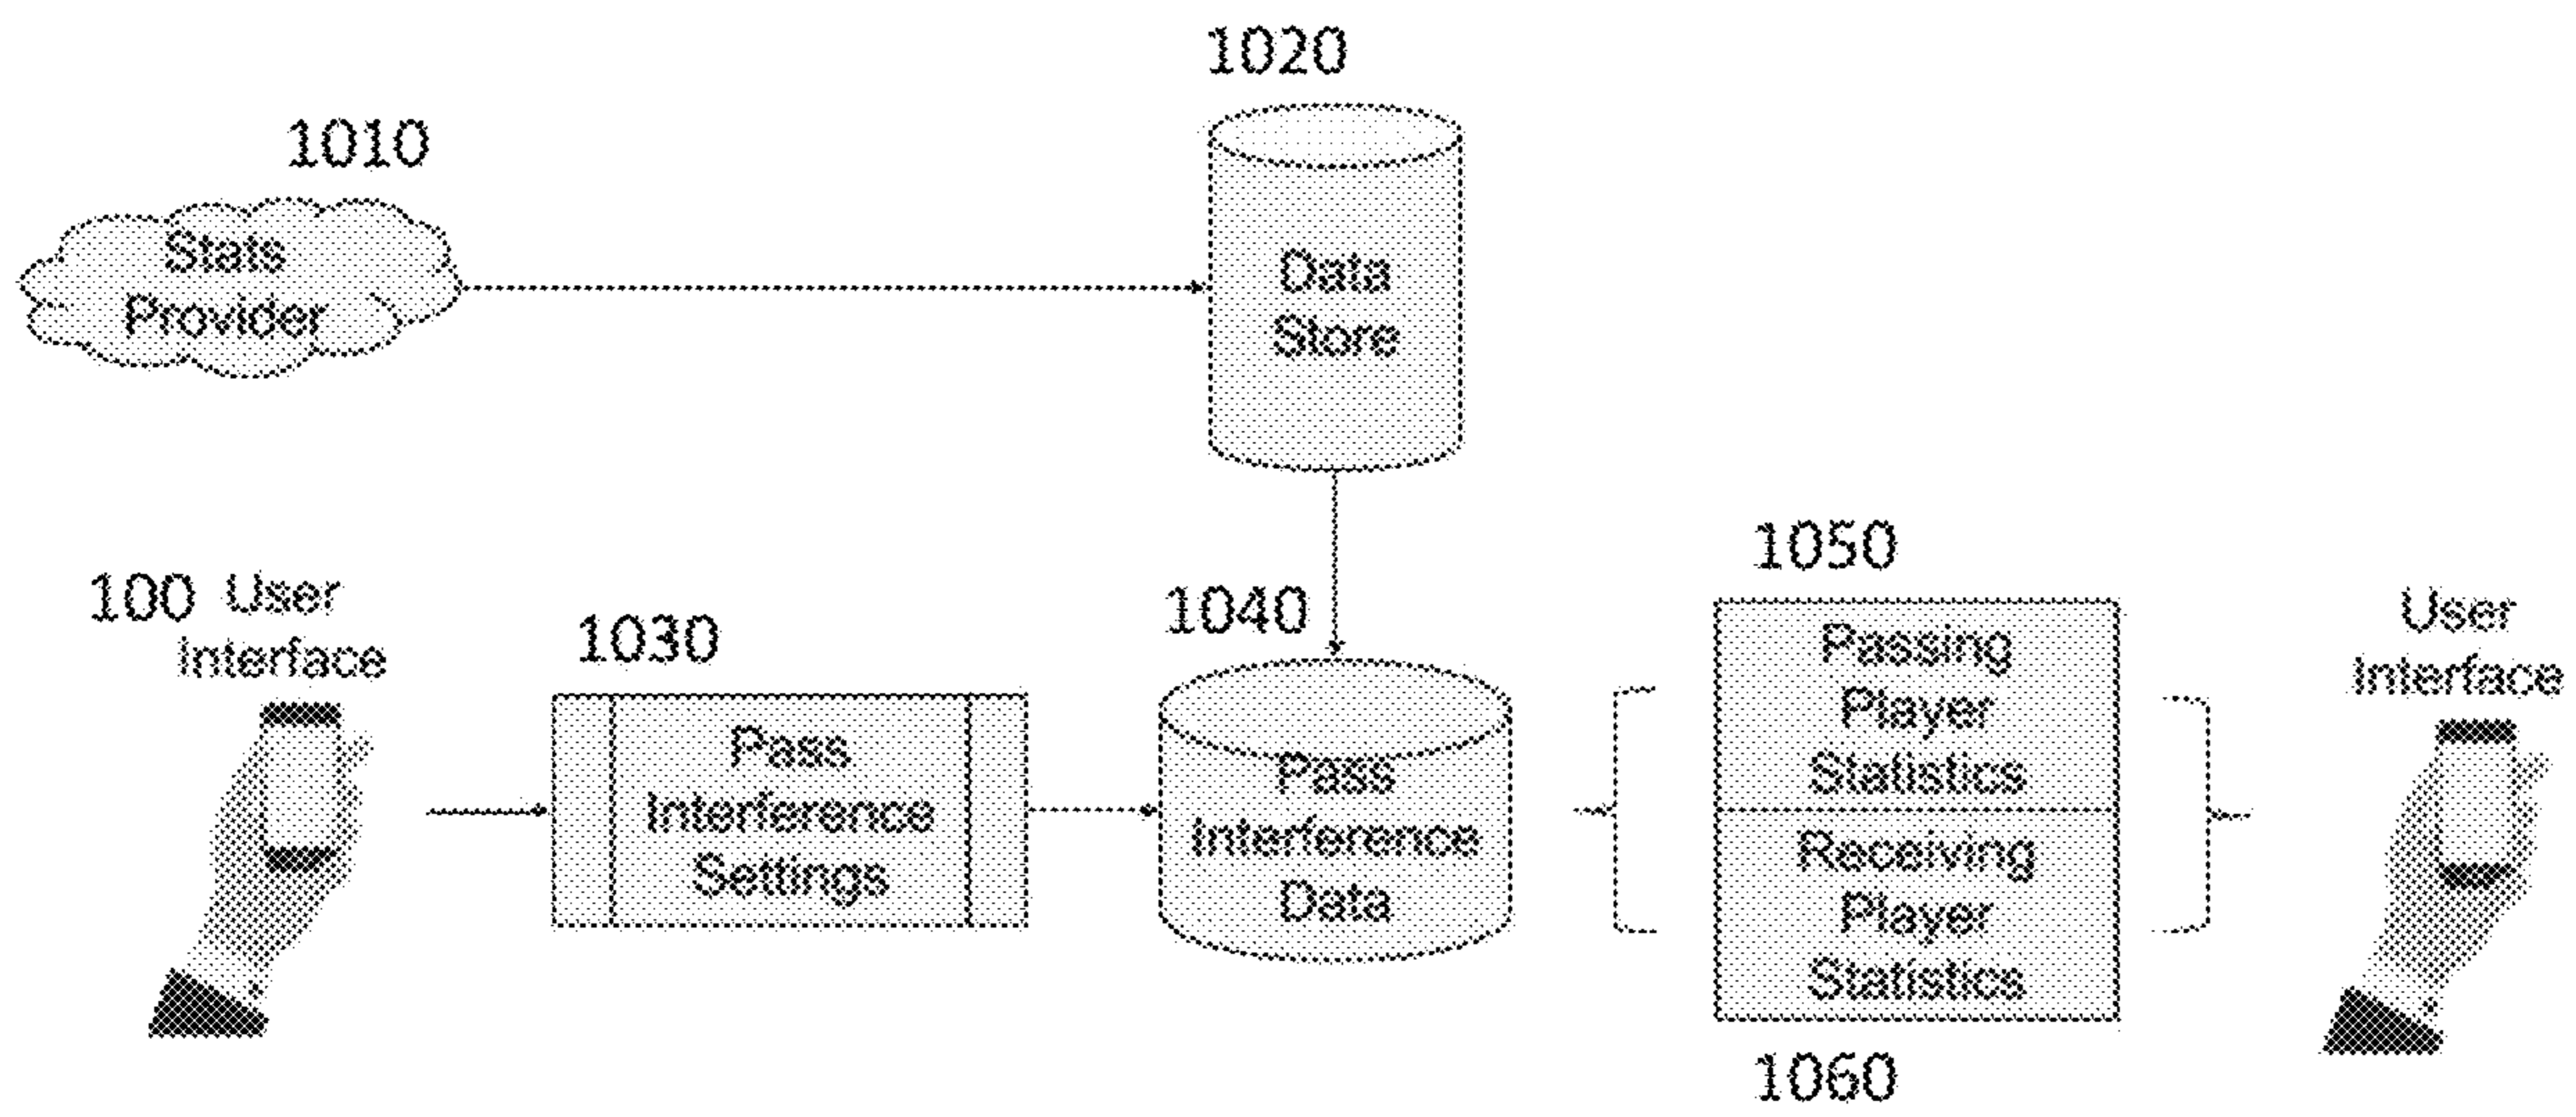 1020
1010
Stats
Provider
Data
Store
1050
100 User
Interface
1030
1040
Passing
Player
Statistics
User
Interface
Pass
Interference
Settings
Pass
Interference
Data
Receiving
Player
Statistics
1060